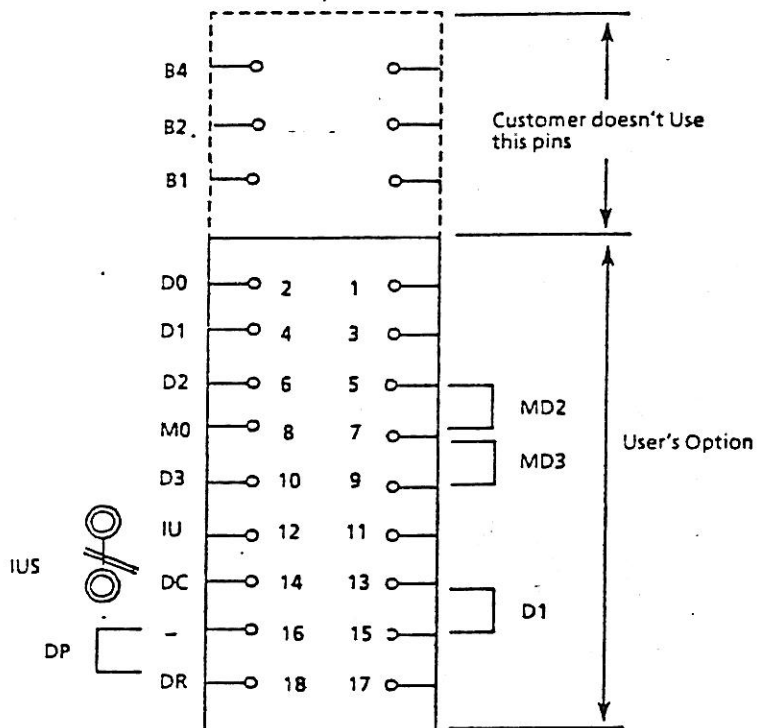 B4
B2
Customer doesn't Use
this pins
B1
D0 2 1
D1 4 3
D2 6 5
MD2
M0 8 7
User's Option
MD3
D3 10 9
IU 12 11
IUS
DC 14 13
D1
– 16 15
DP
DR 18 17